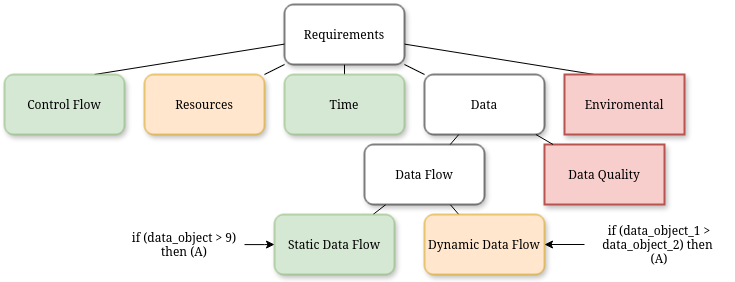 Requirements
Control Flow
Resources
Time
Data
Enviromental
Data Flow
Data Quality
if (data_object > 9)
then (A)
Static Data Flow
Dynamic Data Flow
if (data_object_1 >
data_object_2) then
(A)